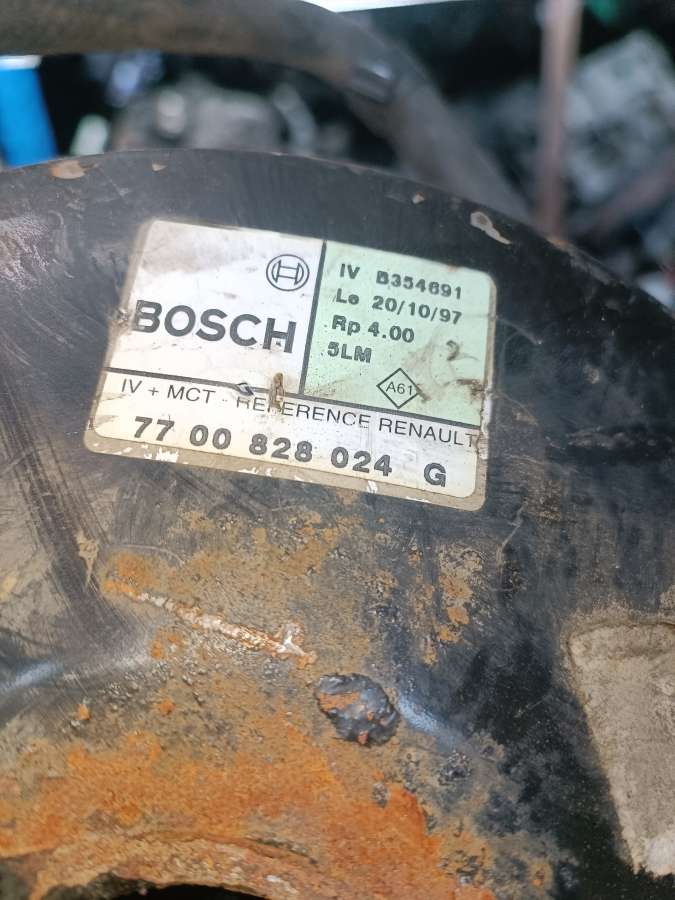 BOSCH
IV B354691
Le 20/10/97
Rp 4.00
5LM
A61
IV + MCT - REFERENCE RENAULT
77 00 828 024 G